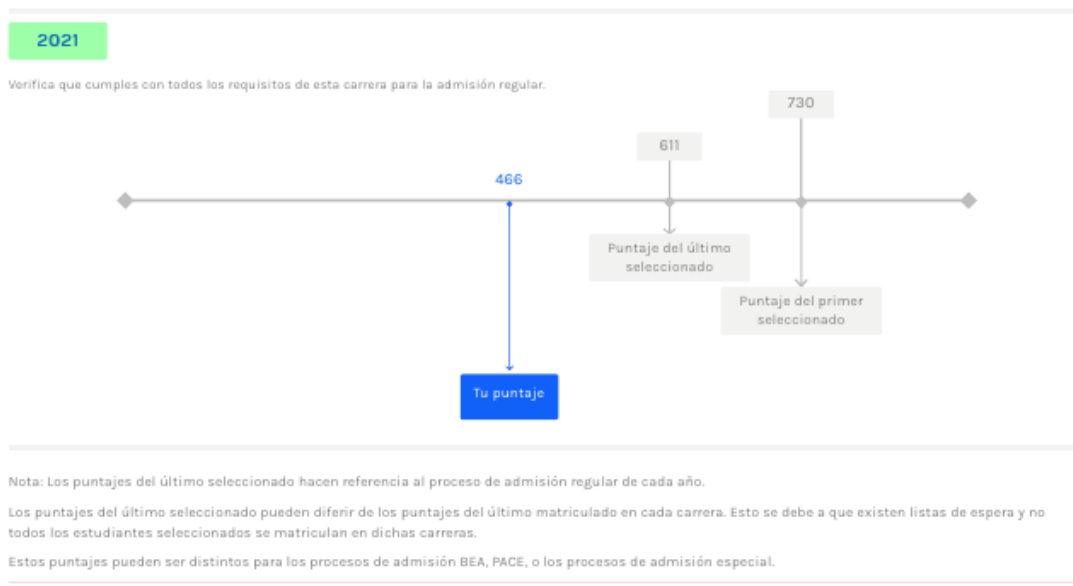 2021
Verifica que cumples con todos los requisitos de esta carrera para la admisión regular.
730
611
466
Puntaje del último
seleccionado
Puntaje del primer
seleccionado
Tu puntaje
Nota: Los puntajes del último seleccionado hacen referencia al proceso de admisión regular de cada año.
Los puntajes del último seleccionado pueden diferir de los puntajes del último matriculado en cada carrera. Esto se debe a que existen listas de espera y no
todos los estudiantes seleccionados se matriculan en dichas carreras.
Estos puntajes pueden ser distintos para los procesos de admisión BEA, PACE, o los procesos de admisión especial.